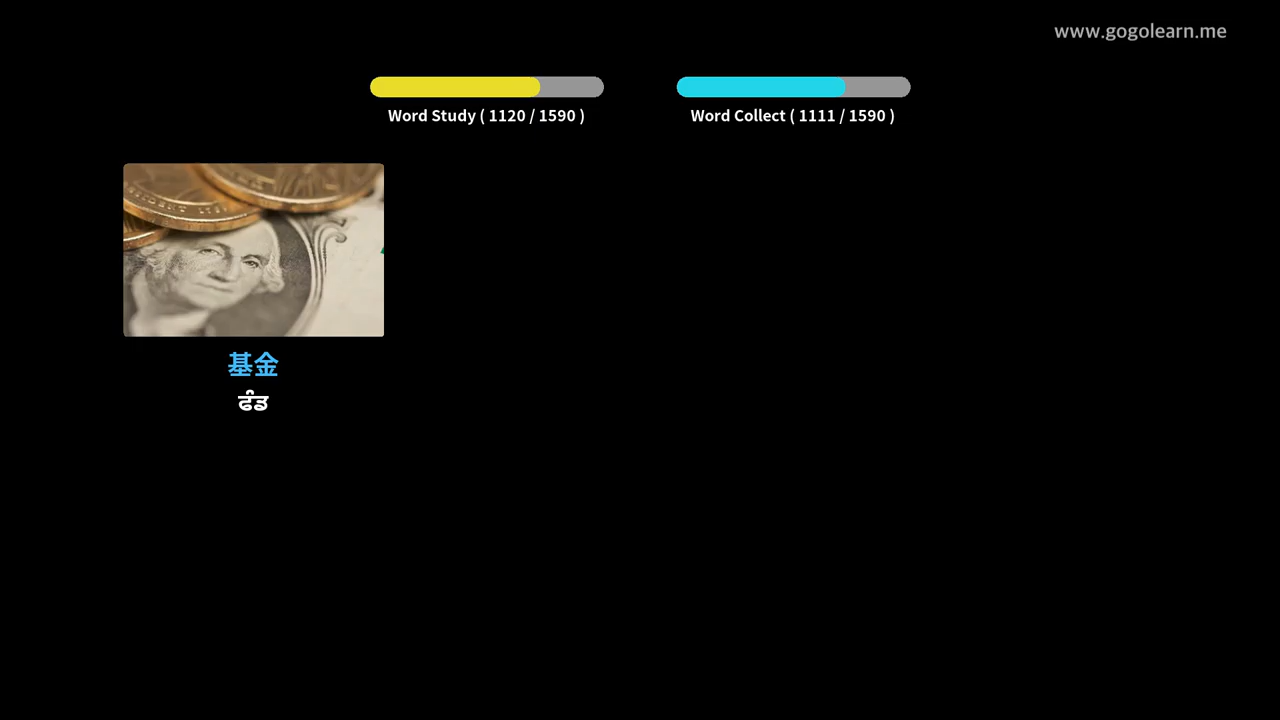 www.gogolearn.me
Word Study ( 1120 / 1590 )
Word Collect ( 1111 / 1590 )
基金
ਫੰਡ